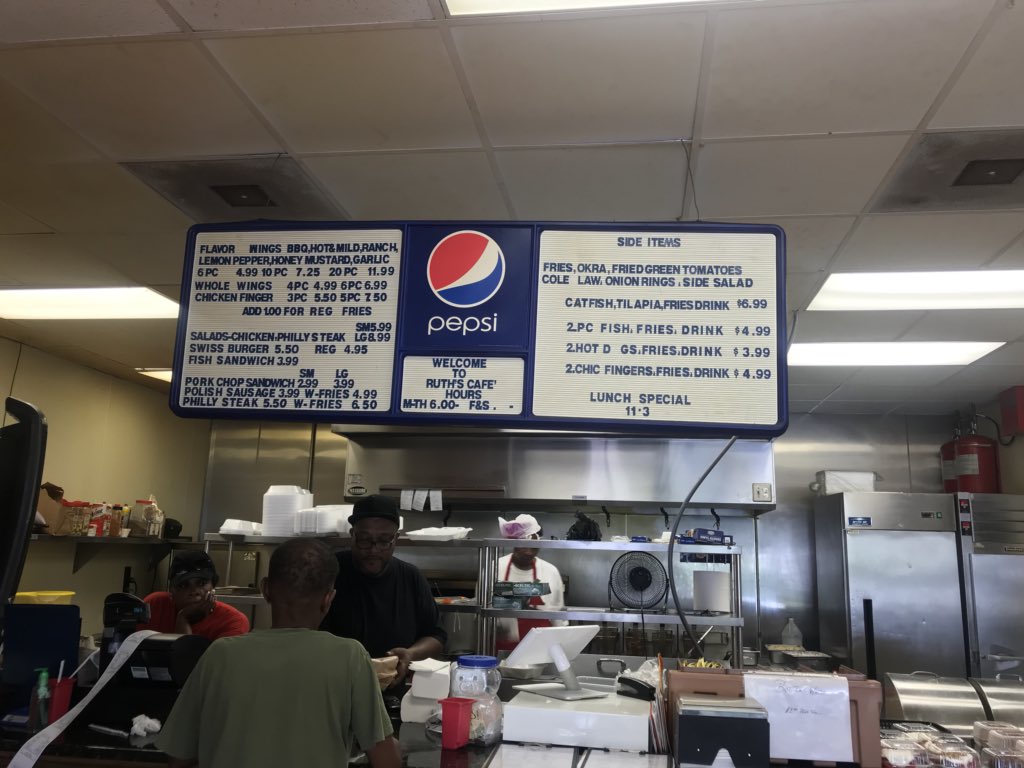 FLAVOR WINGS BBQ,HOT&MILD,RANCH,
LEMON PEPPER,HONEY MUSTARD,GARLIC
6 PC 4.99 10 PC 7.25 20 PC 11.99
WHOLE WINGS 4PC 4.99 6PC 6.99
CHICKEN FINGER 3PC 5.50 5PC 7.50
ADD 1.00 FOR REG FRIES
SM5.99
SALADS-CHICKEN,PHILLY STEAK LG8.99
SWISS BURGER 5.50 REG 4.95
FISH SANDWICH 3.99
SM LG
PORK CHOP SANDWICH 2.99 3.99
POLISH SAUSAGE 3.99 W-FRIES 4.99
PHILLY STEAK 5.50 W-FRIES 6.50
pepsi
WELCOME
TO
RUTH'S CAFE'
HOURS
M-TH 6.00- F&S . -
SIDE ITEMS
FRIES, OKRA, FRIED GREEN TOMATOES
COLE LAW, ONION RINGS & SIDE SALAD
CATFISH,TILAPIA,FRIES DRINK $6.99
2.PC FISH, FRIES, DRINK $4.99
2.HOT D GS,FRIES,DRINK $3.99
2.CHIC FINGERS,FRIES,DRINK $4.99
LUNCH SPECIAL
11-3